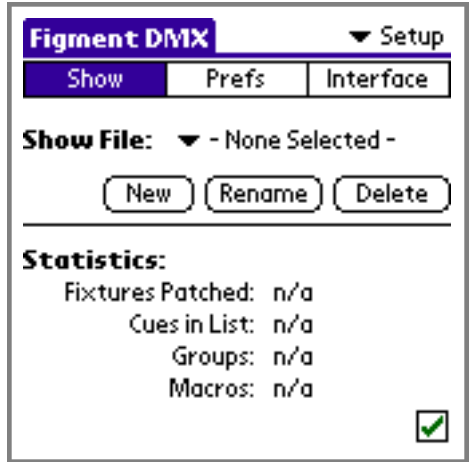 Figment DMX Setup
Show Prefs Interface
Show File: - None Selected -
New Rename Delete
Statistics:
Fixtures Patched: n/a
Cues in List: n/a
Groups: n/a
Macros: n/a